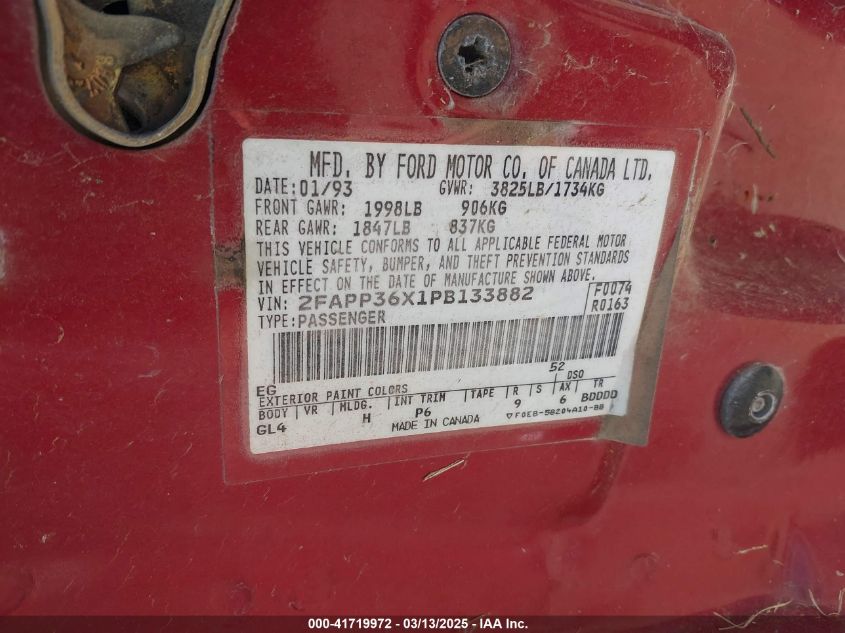 MFD. BY FORD MOTOR CO. OF CANADA LTD.
DATE: 01/93 GVWR: 3825LB/1734KG
FRONT GAWR: 1998LB 906KG
REAR GAWR: 1847LB 837KG
THIS VEHICLE CONFORMS TO ALL APPLICABLE FEDERAL MOTOR
VEHICLE SAFETY, BUMPER, AND THEFT PREVENTION STANDARDS
IN EFFECT ON THE DATE OF MANUFACTURE SHOWN ABOVE.
VIN: 2FAPP36X1PB133882 F0074
TYPE: PASSENGER R0163
EG 52
EXTERIOR PAINT COLORS DSO
BODY VR MLDG. INT TRIM TAPE R S AX TR
GL4 H P6 9 6 BDDDD
MADE IN CANADA F0EB-58204A10-BB
000-41719972 - 03/13/2025 - IAA Inc.